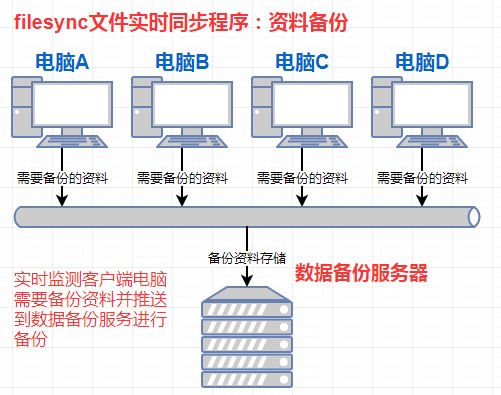 filesync文件实时同步程序：资料备份
电脑A 电脑B 电脑C 电脑D
需要备份的资料 需要备份的资料 需要备份的资料 需要备份的资料
备份资料存储
数据备份服务器
实时监测客户端电脑
需要备份资料并推送
到数据备份服务进行
备份